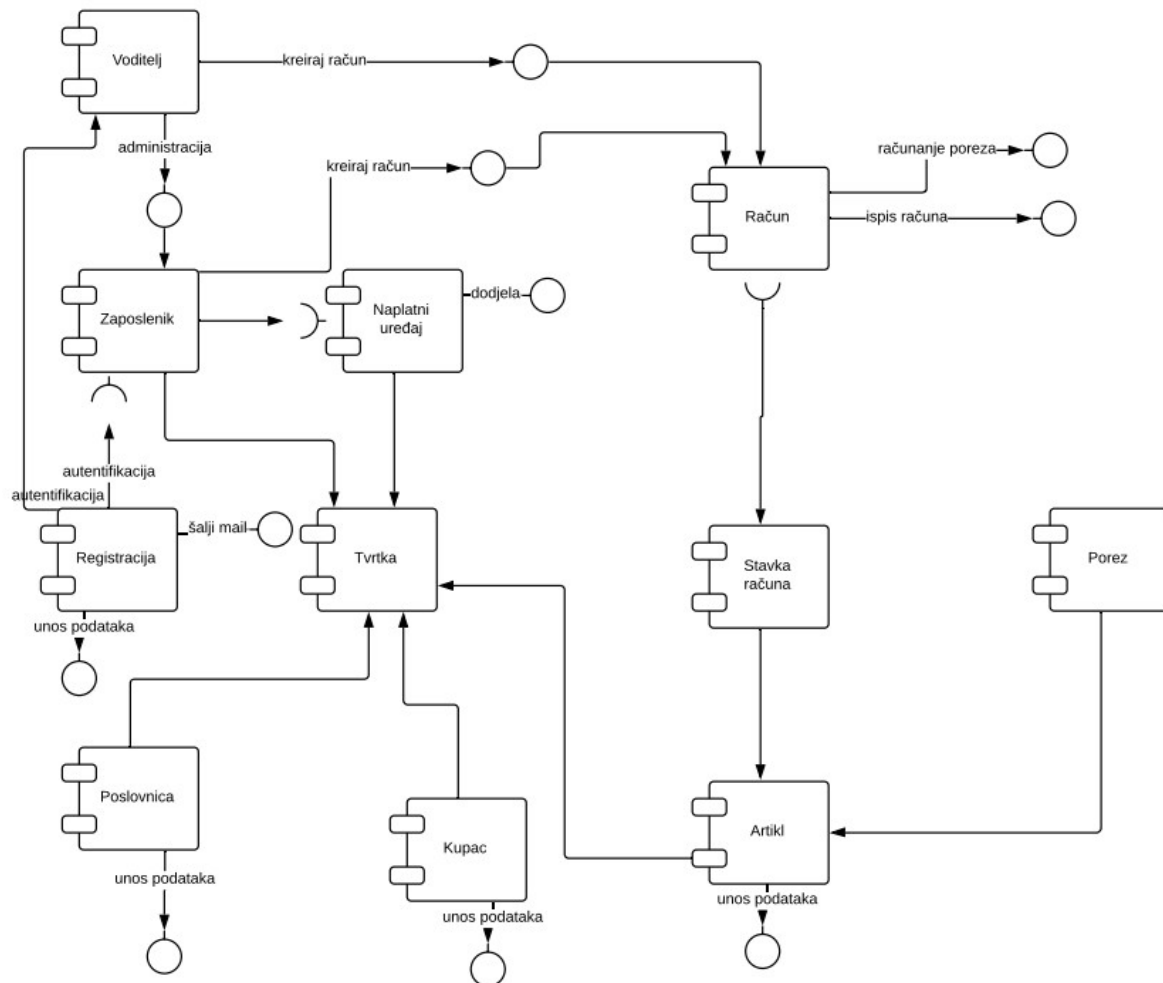 Voditelj
kreiraj račun
administracija
kreiraj račun
računanje poreza
Račun
ispis računa
Zaposlenik
Naplatni
uređaj
dodjela
autentifikacija
autentifikacija
šalji mail
Registracija
Tvrtka
Stavka
računa
Porez
unos podataka
Poslovnica
Kupac
Artikl
unos podataka
unos podataka
unos podataka